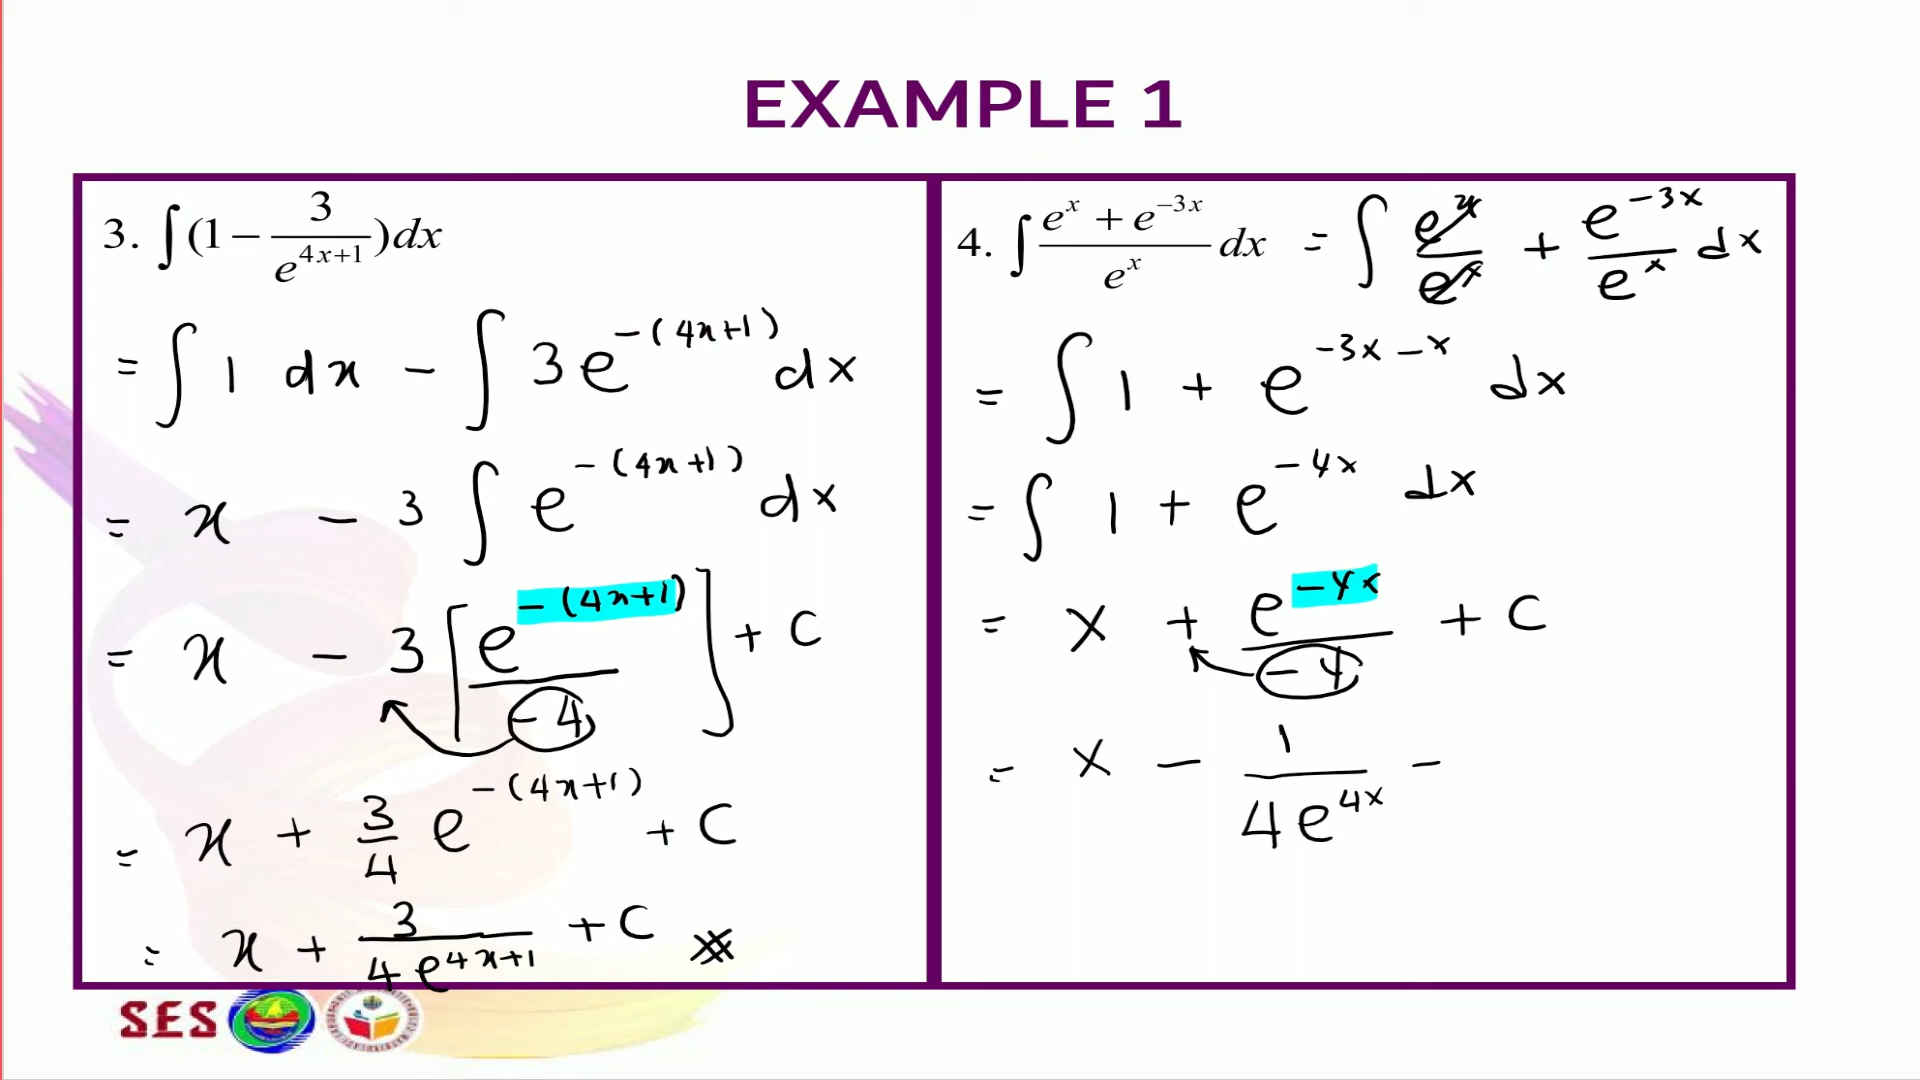 EXAMPLE 1
3. ∫(1 − 3/e^(4x+1))dx
= ∫ 1 dx − ∫ 3e^(−(4x+1)) dx
= x − 3 ∫ e^(−(4x+1)) dx
= x − 3 [e^(−(4x+1))/−4] + C
= x + 3/4 e^(−(4x+1)) + C
= x + 3/(4e^(4x+1)) + C
4. ∫ (e^x + e^(−3x))/e^x dx = ∫ e^x/e^x + e^(−3x)/e^x dx
= ∫ 1 + e^(−3x−x) dx
= ∫ 1 + e^(−4x) dx
= x + e^(−4x)/−4 + C
= x − 1/(4e^(4x)) −
SES